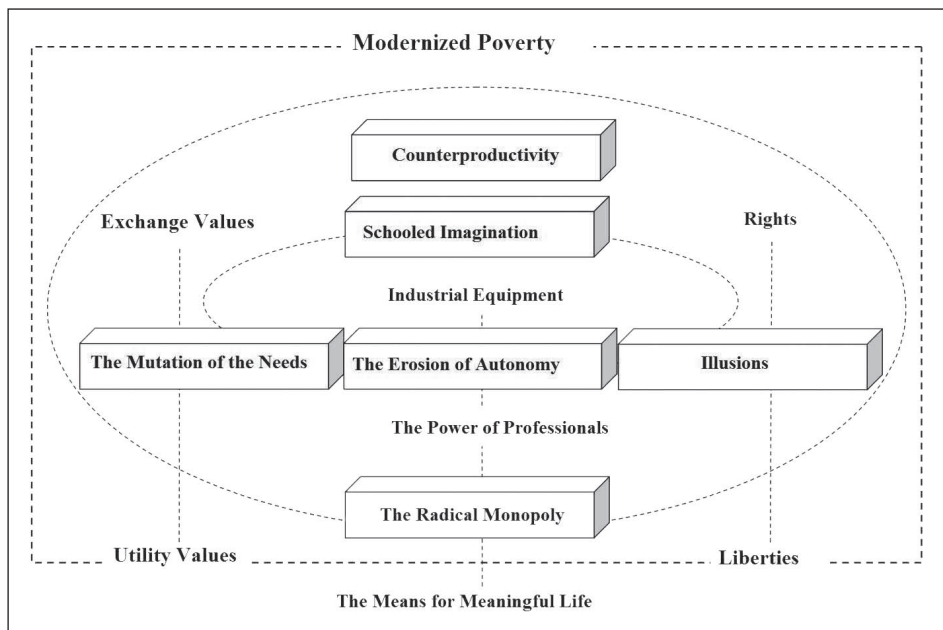 Modernized Poverty
Counterproductivity
Exchange Values
Schooled Imagination
Rights
Industrial Equipment
The Mutation of the Needs
The Erosion of Autonomy
Illusions
The Power of Professionals
The Radical Monopoly
Utility Values
Liberties
The Means for Meaningful Life